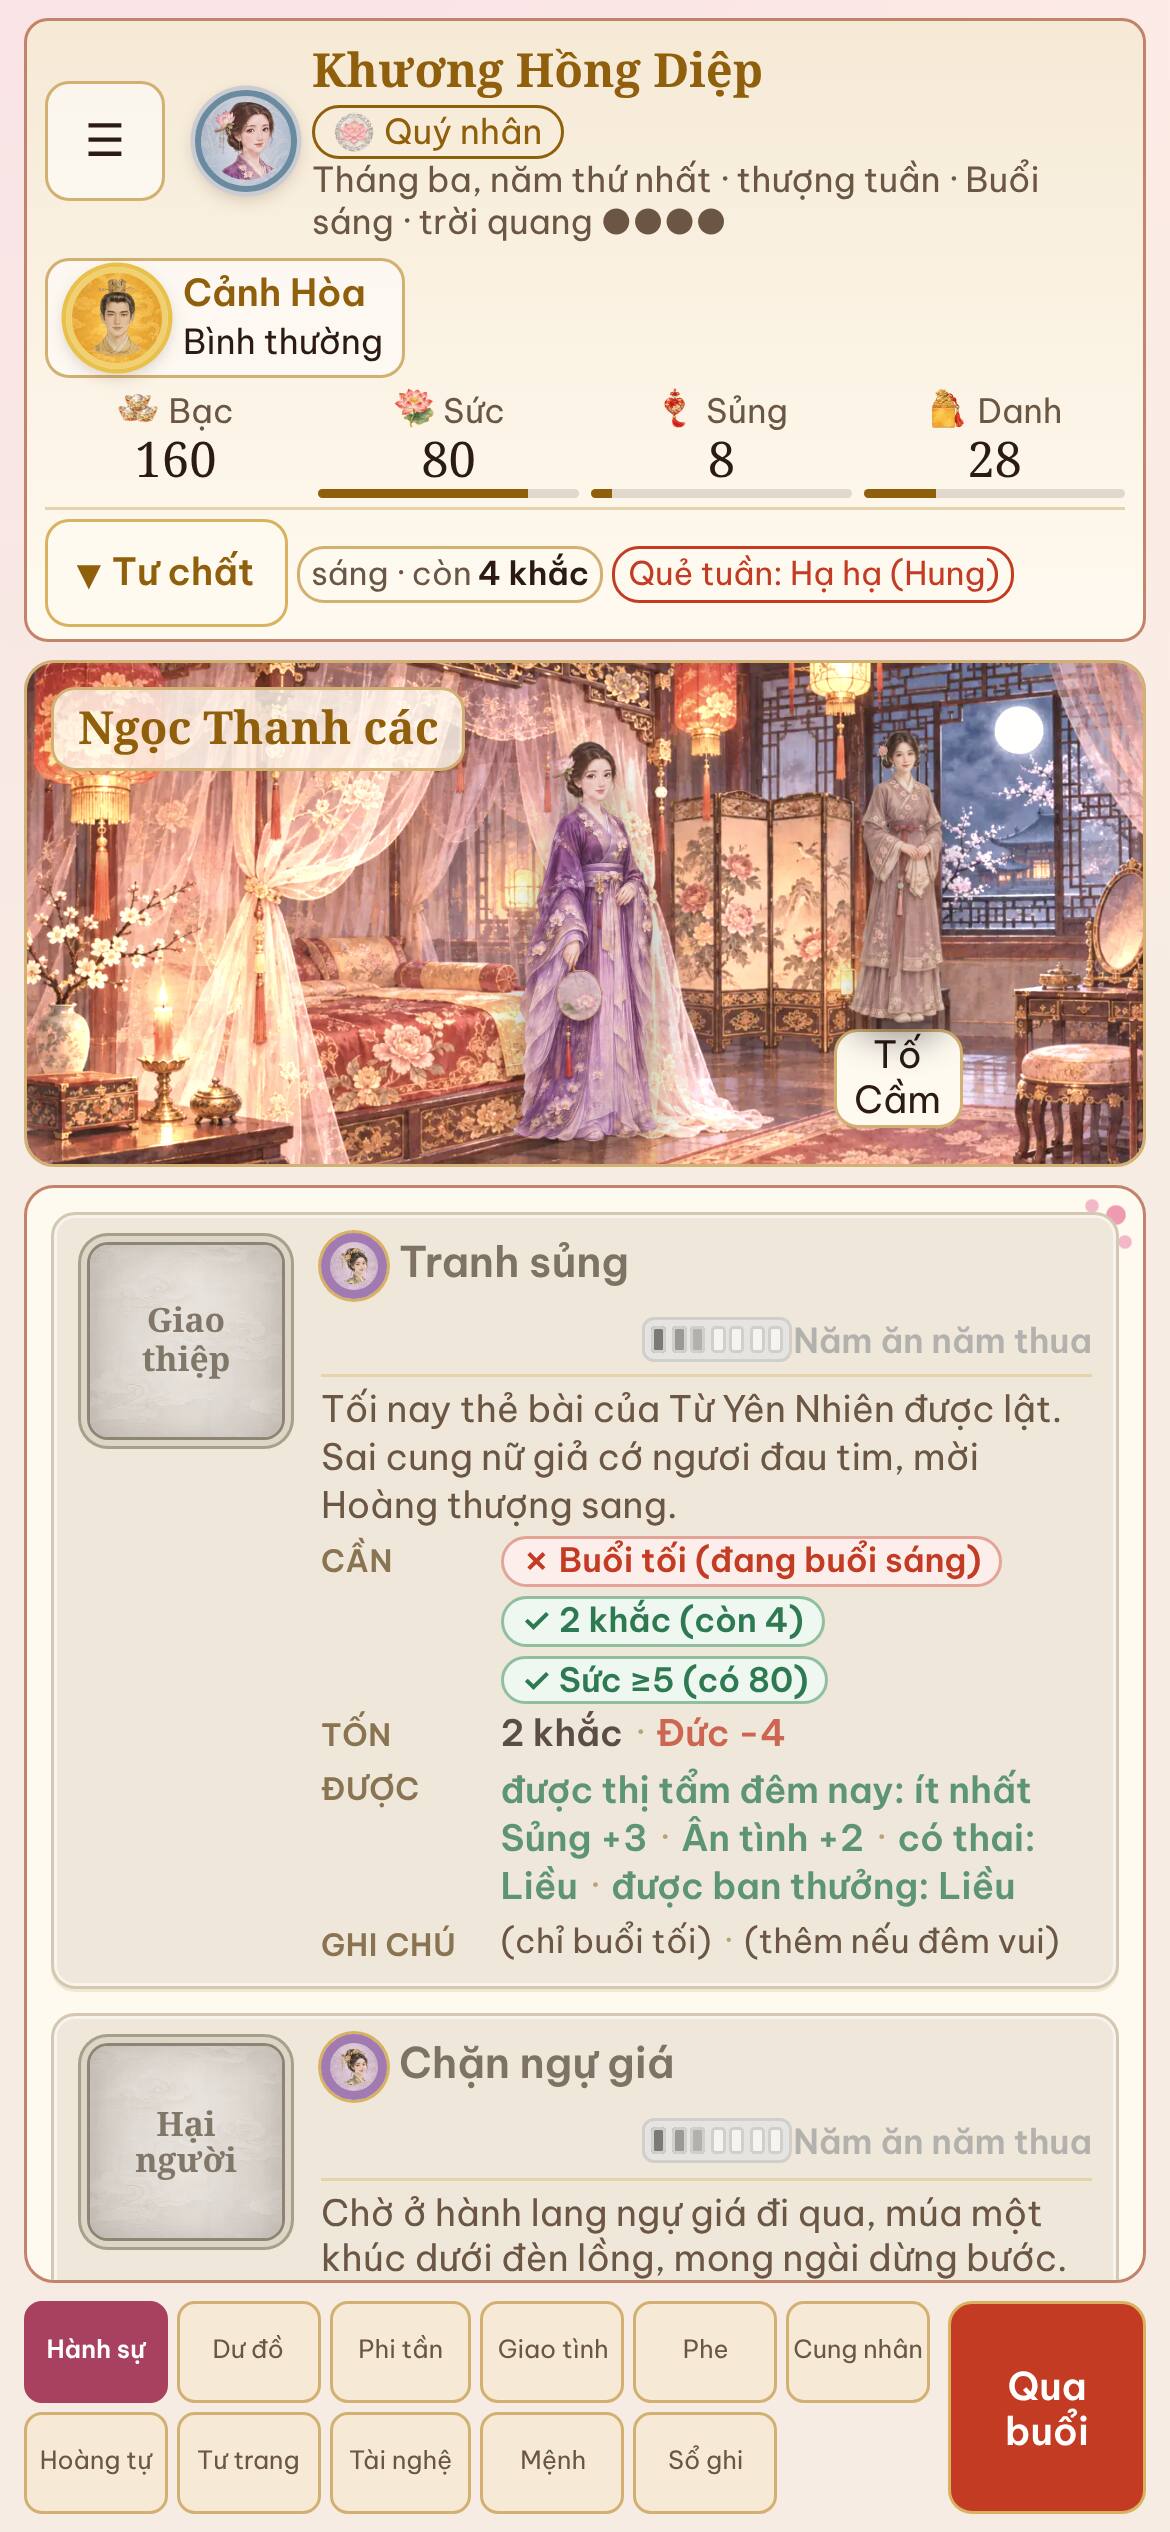 ☰
Khương Hồng Diệp
Quý nhân
Tháng ba, năm thứ nhất · thượng tuần · Buổi
sáng · trời quang ●●●●
Cảnh Hòa
Bình thường
Bạc
160
Sức
80
Sủng
8
Danh
28
▼ Tư chất
sáng · còn 4 khắc
Quẻ tuần: Hạ hạ (Hung)
Ngọc Thanh các
Tố
Cầm
Giao
thiệp
Tranh sủng
Năm ăn năm thua
Tối nay thẻ bài của Từ Yên Nhiên được lật.
Sai cung nữ giả cớ ngươi đau tim, mời
Hoàng thượng sang.
CẦN
× Buổi tối (đang buổi sáng)
✓ 2 khắc (còn 4)
✓ Sức ≥5 (có 80)
TỐN
2 khắc · Đức -4
ĐƯỢC
được thị tẩm đêm nay: ít nhất
Sủng +3 · Ân tình +2 · có thai:
Liều · được ban thưởng: Liều
GHI CHÚ
(chỉ buổi tối) · (thêm nếu đêm vui)
Hại
người
Chặn ngự giá
Năm ăn năm thua
Chờ ở hành lang ngự giá đi qua, múa một
khúc dưới đèn lồng, mong ngài dừng bước.
Hành sự
Dư đồ
Phi tần
Giao tình
Phe
Cung nhân
Qua
buổi
Hoàng tự
Tư trang
Tài nghệ
Mệnh
Sổ ghi